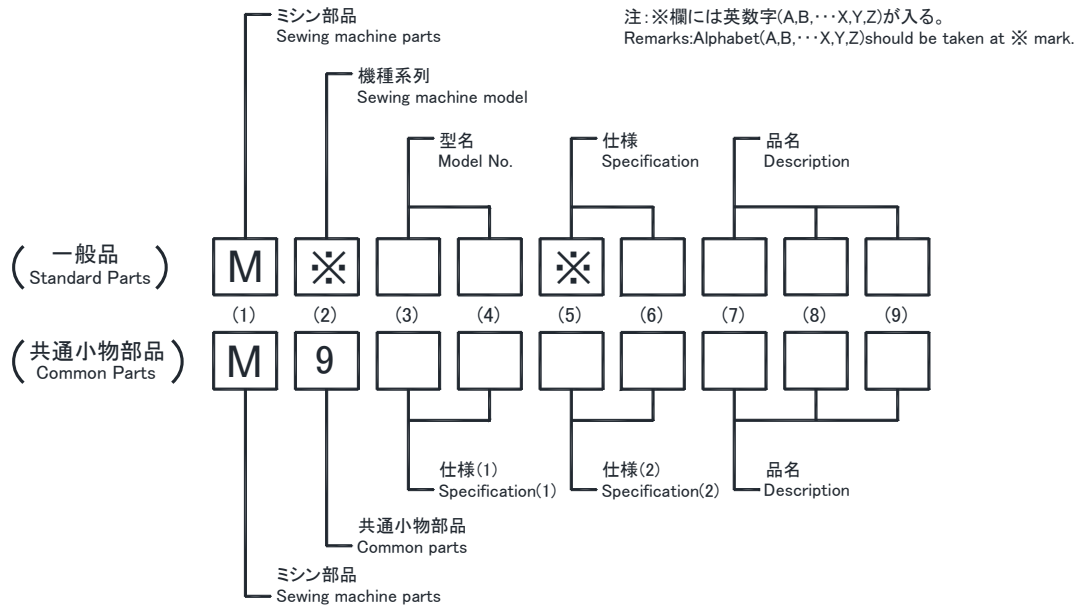 ミシン部品
Sewing machine parts
注:※欄には英数字(A,B,･･･X,Y,Z)が入る。
Remarks:Alphabet(A,B,･･･X,Y,Z)should be taken at ※ mark.
機種系列
Sewing machine model
型名
Model No.
仕様
Specification
品名
Description
一般品
Standard Parts
M ※ ※
(1) (2) (3) (4) (5) (6) (7) (8) (9)
共通小物部品
Common Parts
M 9
仕様(1)
Specification(1)
仕様(2)
Specification(2)
品名
Description
共通小物部品
Common parts
ミシン部品
Sewing machine parts